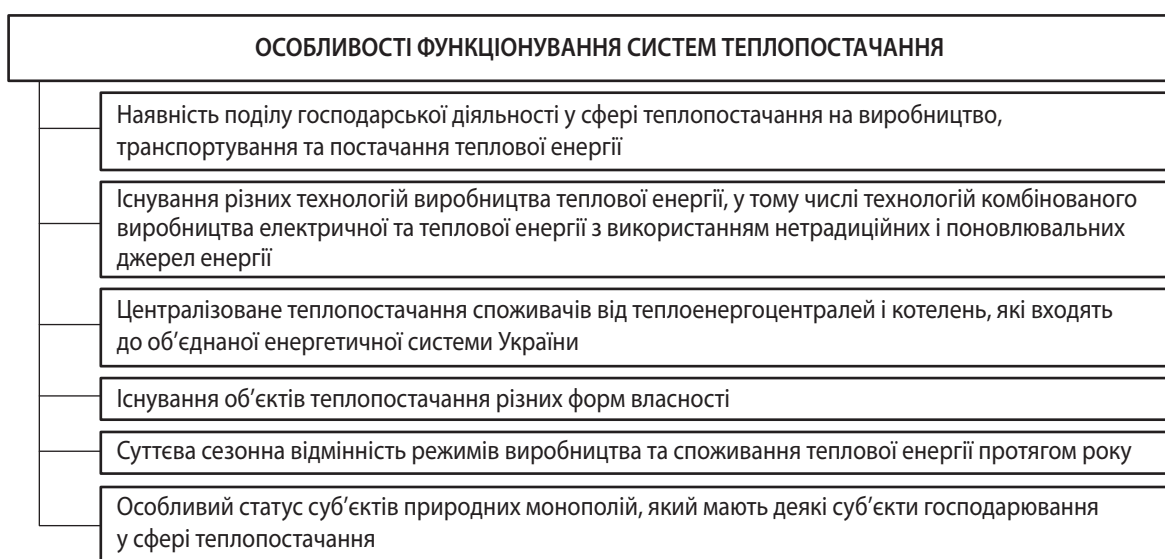 ОСОБЛИВОСТІ ФУНКЦІОНУВАННЯ СИСТЕМ ТЕПЛОПОСТАЧАННЯ
Наявність поділу господарської діяльності у сфері теплопостачання на виробництво,
транспортування та постачання теплової енергії
Існування різних технологій виробництва теплової енергії, у тому числі технологій комбінованого
виробництва електричної та теплової енергії з використанням нетрадиційних і поновлювальних
джерел енергії
Централізоване теплопостачання споживачів від теплоенергоцентралей і котелень, які входять
до об’єднаної енергетичної системи України
Існування об’єктів теплопостачання різних форм власності
Суттєва сезонна відмінність режимів виробництва та споживання теплової енергії протягом року
Особливий статус суб’єктів природних монополій, який мають деякі суб’єкти господарювання
у сфері теплопостачання